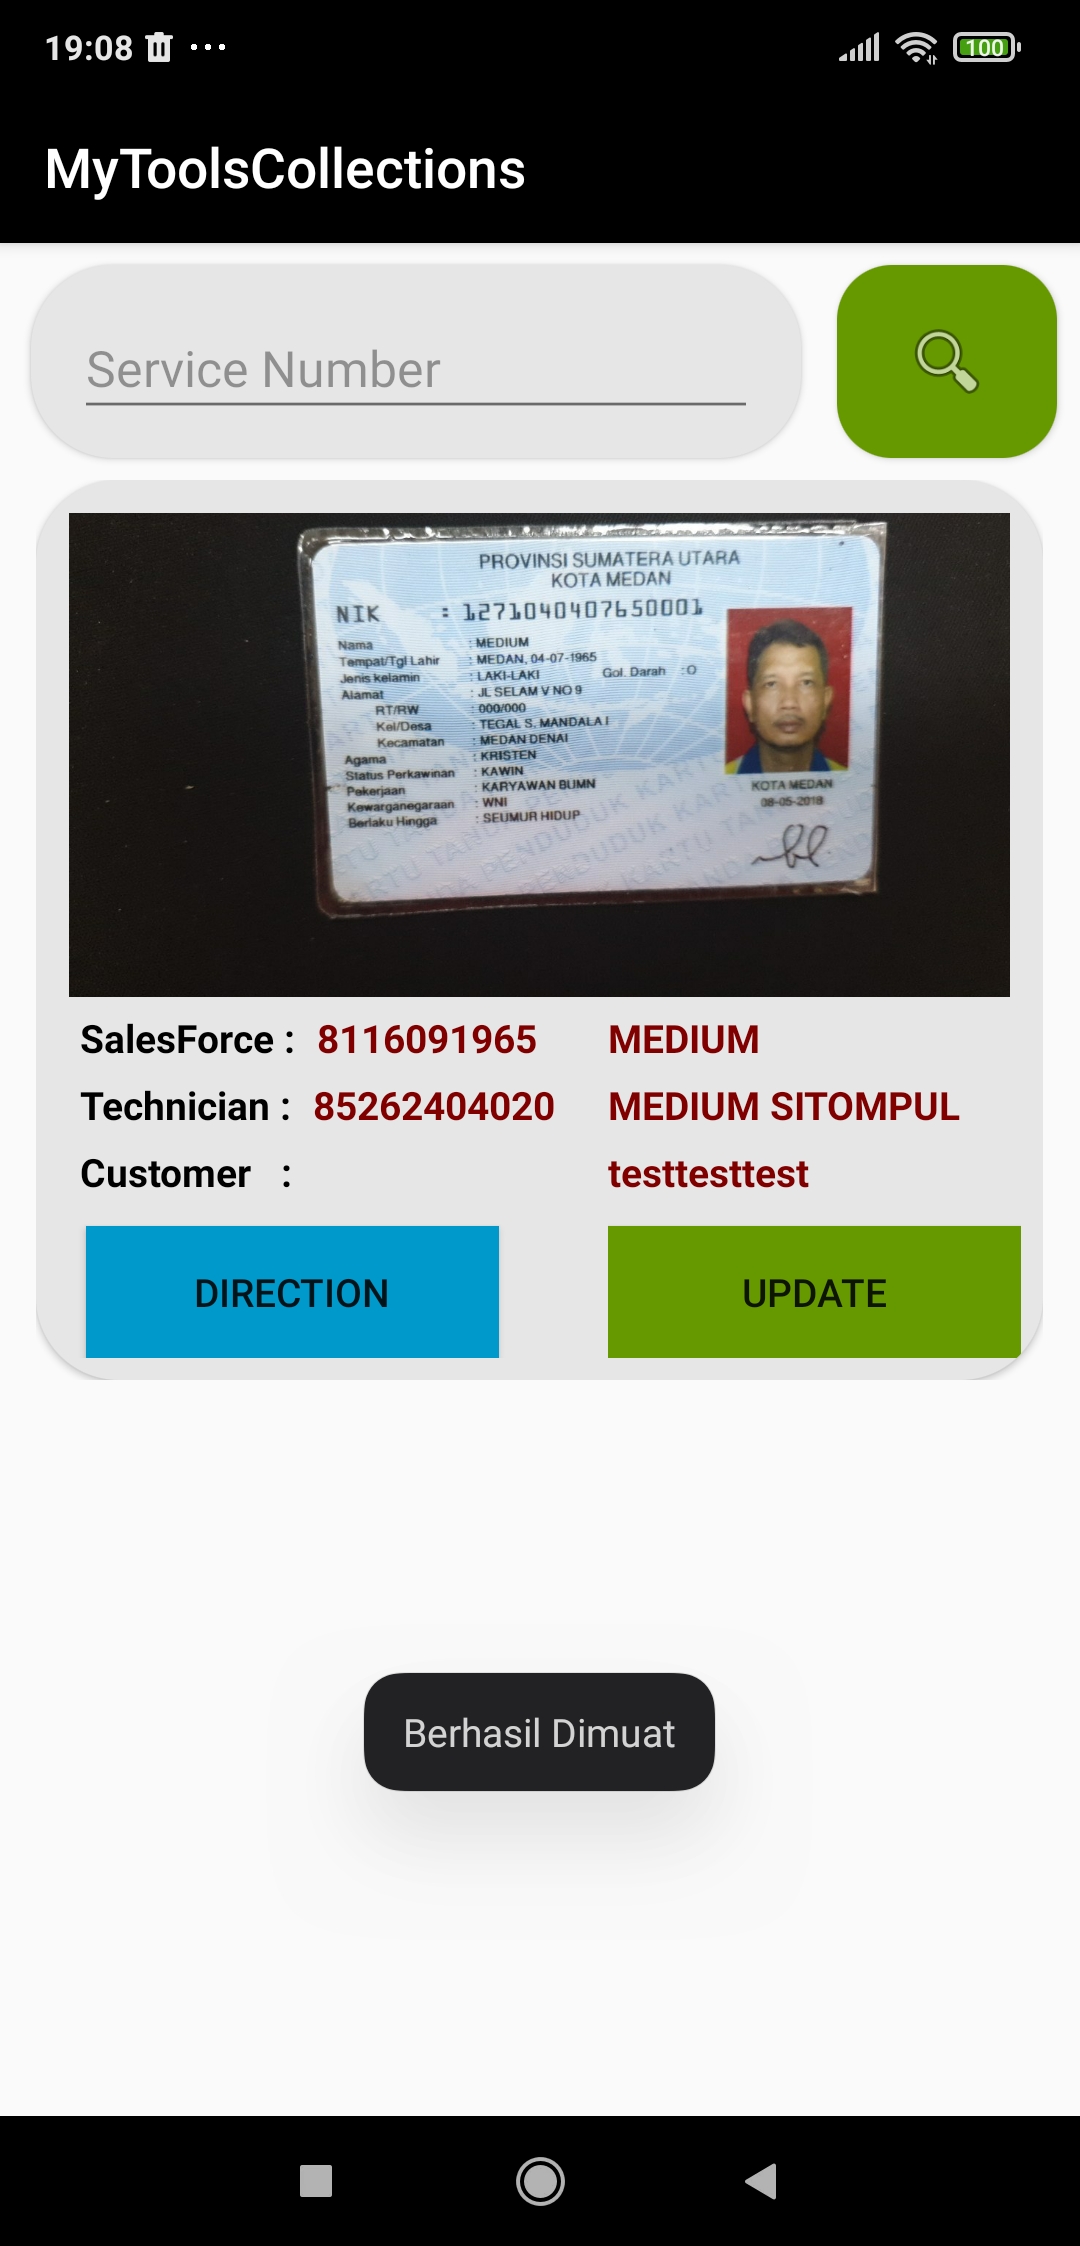 19:08
100
MyToolsCollections
Service Number
PROVINSI SUMATERA UTARA
KOTA MEDAN
NIK : 1271040407650001
Nama : MEDIUM
Tempat/Tgl Lahir : MEDAN, 04-07-1965
Jenis kelamin : LAKI-LAKI Gol. Darah :O
Alamat : JL SELAM V NO 9
RT/RW : 000/000
Kel/Desa : TEGAL S. MANDALA I
Kecamatan : MEDAN DENAI
Agama : KRISTEN
Status Perkawinan : KAWIN
Pekerjaan : KARYAWAN BUMN
Kewarganegaraan : WNI
Berlaku Hingga : SEUMUR HIDUP
KOTA MEDAN
08-05-2018
SalesForce : 8116091965 MEDIUM
Technician : 85262404020 MEDIUM SITOMPUL
Customer : testtesttest
DIRECTION UPDATE
Berhasil Dimuat